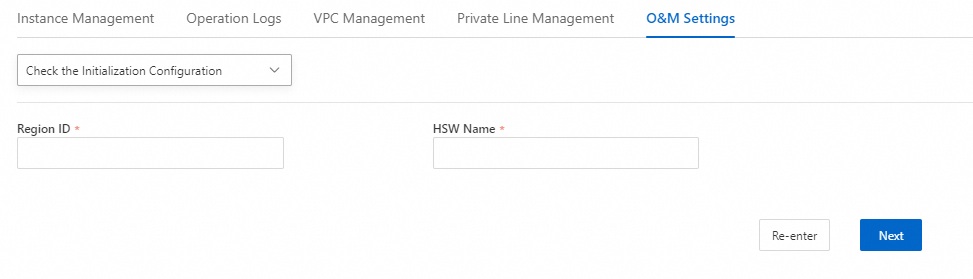 Instance Management Operation Logs VPC Management Private Line Management O&M Settings
Check the Initialization Configuration
Region ID * HSW Name *
Re-enter Next